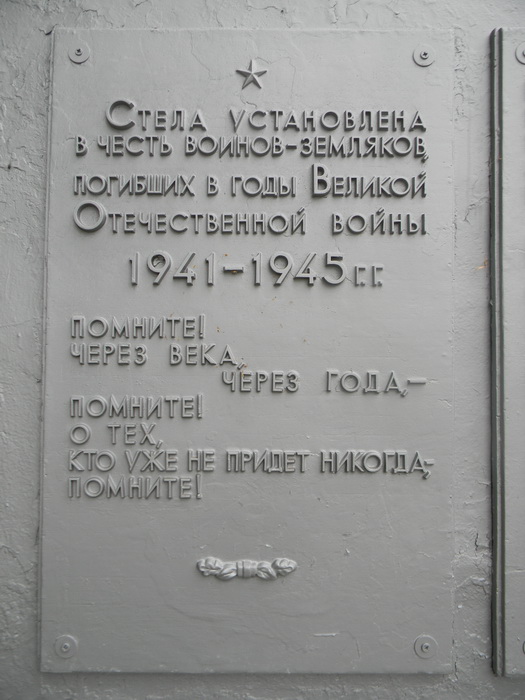 Стела установлена
в честь воинов-земляков,
погибших в годы Великой
Отечественной войны
1941-1945 г.г.
ПОМНИТЕ!
ЧЕРЕЗ ВЕКА,
ЧЕРЕЗ ГОДА,—
ПОМНИТЕ!
О ТЕХ,
КТО УЖЕ НЕ ПРИДЕТ НИКОГДА,-
ПОМНИТЕ!